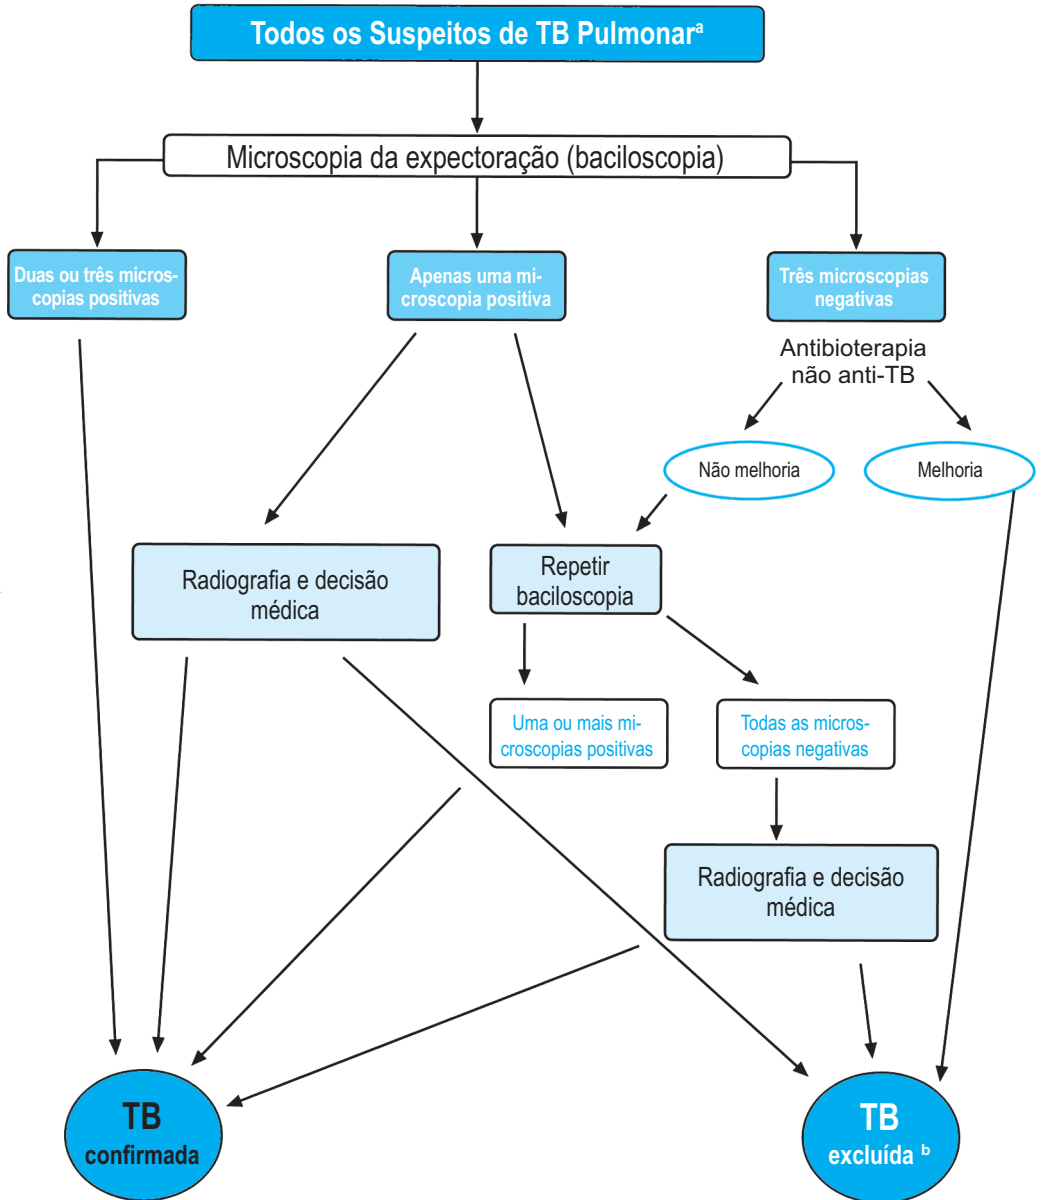 Todos os Suspeitos de TB Pulmonarᵃ
Microscopia da expectoração (baciloscopia)
Duas ou três micros-
copias positivas
Apenas uma mi-
croscopia positiva
Três microscopias
negativas
Antibioterapia
não anti-TB
Não melhoria
Melhoria
Radiografia e decisão
médica
Repetir
baciloscopia
Uma ou mais mi-
croscopias positivas
Todas as micros-
copias negativas
Radiografia e decisão
médica
TB
confirmada
TB
excluída ᵇ